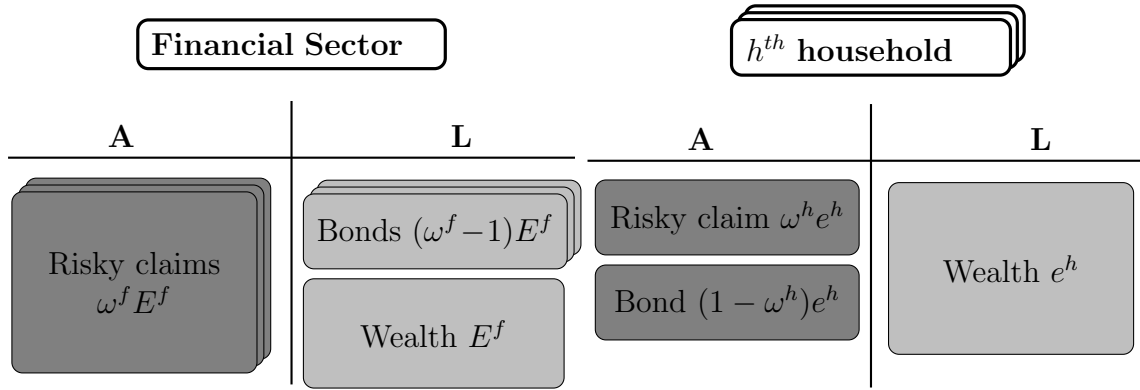 Financial Sector
A L
Risky claims
ω^f E^f
Bonds (ω^f − 1)E^f
Wealth E^f
h^{th} household
A L
Risky claim ω^h e^h
Bond (1 − ω^h)e^h
Wealth e^h